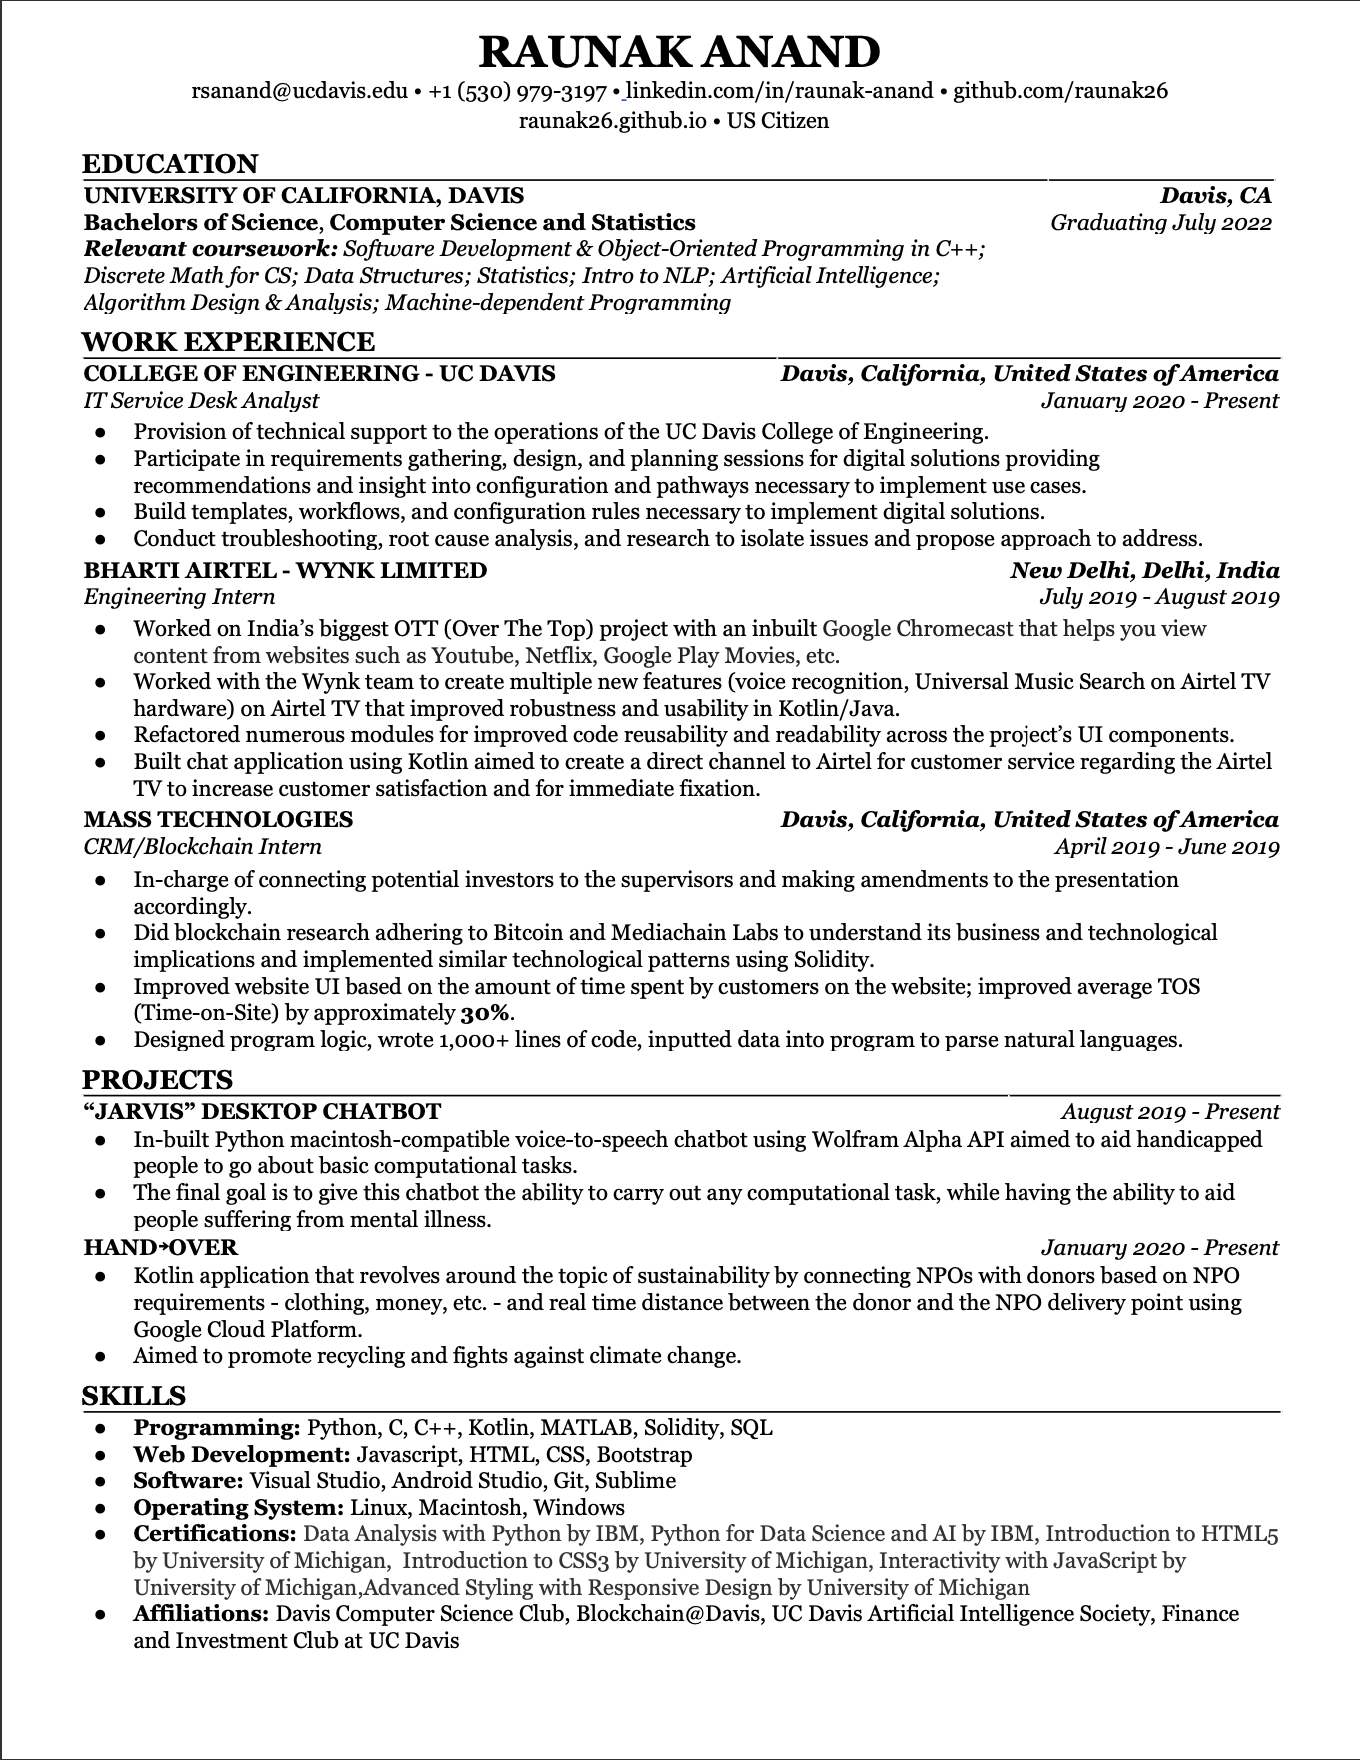 RAUNAK ANAND
rsanand@ucdavis.edu • +1 (530) 979-3197 • linkedin.com/in/raunak-anand • github.com/raunak26
raunak26.github.io • US Citizen
EDUCATION
UNIVERSITY OF CALIFORNIA, DAVIS Davis, CA
Bachelors of Science, Computer Science and Statistics Graduating July 2022
Relevant coursework: Software Development & Object-Oriented Programming in C++;
Discrete Math for CS; Data Structures; Statistics; Intro to NLP; Artificial Intelligence;
Algorithm Design & Analysis; Machine-dependent Programming
WORK EXPERIENCE
COLLEGE OF ENGINEERING - UC DAVIS Davis, California, United States of America
IT Service Desk Analyst January 2020 - Present
● Provision of technical support to the operations of the UC Davis College of Engineering.
● Participate in requirements gathering, design, and planning sessions for digital solutions providing
recommendations and insight into configuration and pathways necessary to implement use cases.
● Build templates, workflows, and configuration rules necessary to implement digital solutions.
● Conduct troubleshooting, root cause analysis, and research to isolate issues and propose approach to address.
BHARTI AIRTEL - WYNK LIMITED New Delhi, Delhi, India
Engineering Intern July 2019 - August 2019
● Worked on India’s biggest OTT (Over The Top) project with an inbuilt Google Chromecast that helps you view
content from websites such as Youtube, Netflix, Google Play Movies, etc.
● Worked with the Wynk team to create multiple new features (voice recognition, Universal Music Search on Airtel TV
hardware) on Airtel TV that improved robustness and usability in Kotlin/Java.
● Refactored numerous modules for improved code reusability and readability across the project’s UI components.
● Built chat application using Kotlin aimed to create a direct channel to Airtel for customer service regarding the Airtel
TV to increase customer satisfaction and for immediate fixation.
MASS TECHNOLOGIES Davis, California, United States of America
CRM/Blockchain Intern April 2019 - June 2019
● In-charge of connecting potential investors to the supervisors and making amendments to the presentation
accordingly.
● Did blockchain research adhering to Bitcoin and Mediachain Labs to understand its business and technological
implications and implemented similar technological patterns using Solidity.
● Improved website UI based on the amount of time spent by customers on the website; improved average TOS
(Time-on-Site) by approximately 30%.
● Designed program logic, wrote 1,000+ lines of code, inputted data into program to parse natural languages.
PROJECTS
“JARVIS” DESKTOP CHATBOT August 2019 - Present
● In-built Python macintosh-compatible voice-to-speech chatbot using Wolfram Alpha API aimed to aid handicapped
people to go about basic computational tasks.
● The final goal is to give this chatbot the ability to carry out any computational task, while having the ability to aid
people suffering from mental illness.
HAND➔OVER January 2020 - Present
● Kotlin application that revolves around the topic of sustainability by connecting NPOs with donors based on NPO
requirements - clothing, money, etc. - and real time distance between the donor and the NPO delivery point using
Google Cloud Platform.
● Aimed to promote recycling and fights against climate change.
SKILLS
● Programming: Python, C, C++, Kotlin, MATLAB, Solidity, SQL
● Web Development: Javascript, HTML, CSS, Bootstrap
● Software: Visual Studio, Android Studio, Git, Sublime
● Operating System: Linux, Macintosh, Windows
● Certifications: Data Analysis with Python by IBM, Python for Data Science and AI by IBM, Introduction to HTML5
by University of Michigan, Introduction to CSS3 by University of Michigan, Interactivity with JavaScript by
University of Michigan,Advanced Styling with Responsive Design by University of Michigan
● Affiliations: Davis Computer Science Club, Blockchain@Davis, UC Davis Artificial Intelligence Society, Finance
and Investment Club at UC Davis